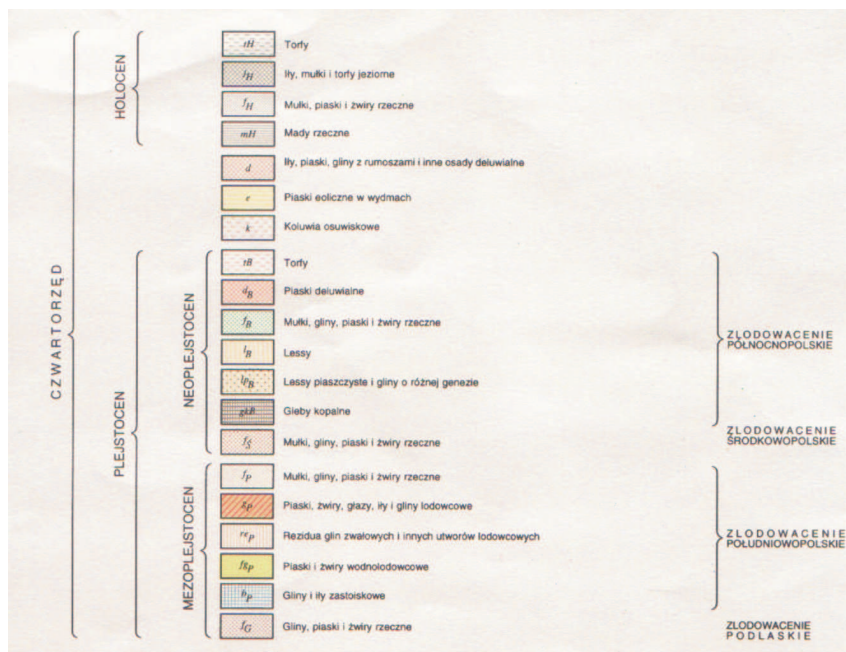 CZWARTORZĘD
HOLOCEN
tH Torfy
lH Iły, mułki i torfy jeziorne
fH Mułki, piaski i żwiry rzeczne
mH Mady rzeczne
d Iły, piaski, gliny z rumoszami i inne osady deluwialne
e Piaski eoliczne w wydmach
k Koluwia osuwiskowe
PLEJSTOCEN
NEOPLEJSTOCEN
tB Torfy
dB Piaski deluwialne
fB Mułki, gliny, piaski i żwiry rzeczne
lB Lessy
lpB Lessy piaszczyste i gliny o różnej genezie
gkB Gleby kopalne
ZLODOWACENIE
PÓŁNOCNOPOLSKIE
fŚ Mułki, gliny, piaski i żwiry rzeczne
ZLODOWACENIE
ŚRODKOWOPOLSKIE
MEZOPLEJSTOCEN
fP Mułki, gliny, piaski i żwiry rzeczne
gP Piaski, żwiry, głazy, iły i gliny lodowcowe
reP Rezidua glin zwałowych i innych utworów lodowcowych
fgP Piaski i żwiry wodnolodowcowe
bP Gliny i iły zastoiskowe
ZLODOWACENIE
POŁUDNIOWOPOLSKIE
fG Gliny, piaski i żwiry rzeczne
ZLODOWACENIE
PODLASKIE